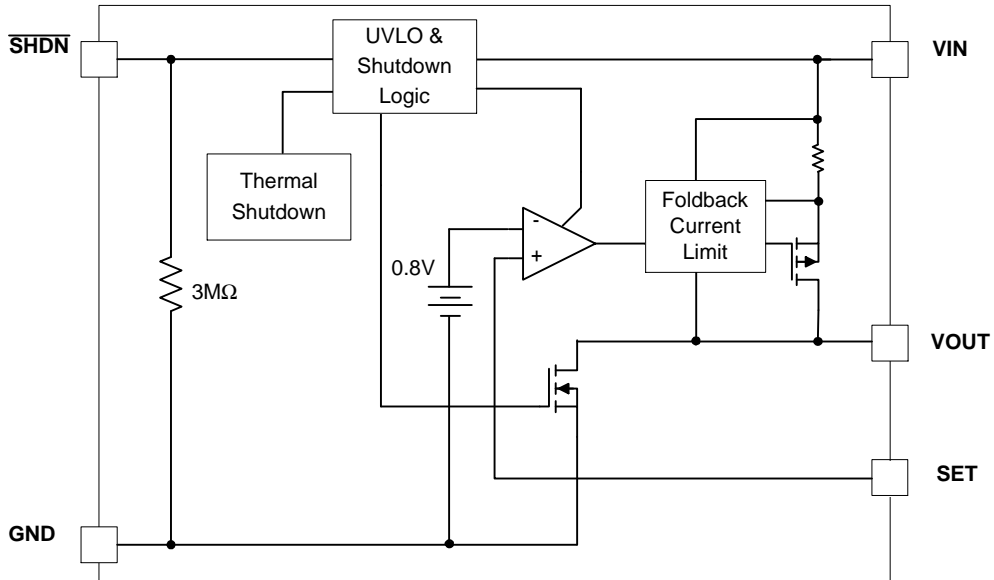 SHDN
UVLO &
Shutdown
Logic
VIN
Thermal
Shutdown
Foldback
Current
Limit
-
+
0.8V
3MΩ
VOUT
SET
GND